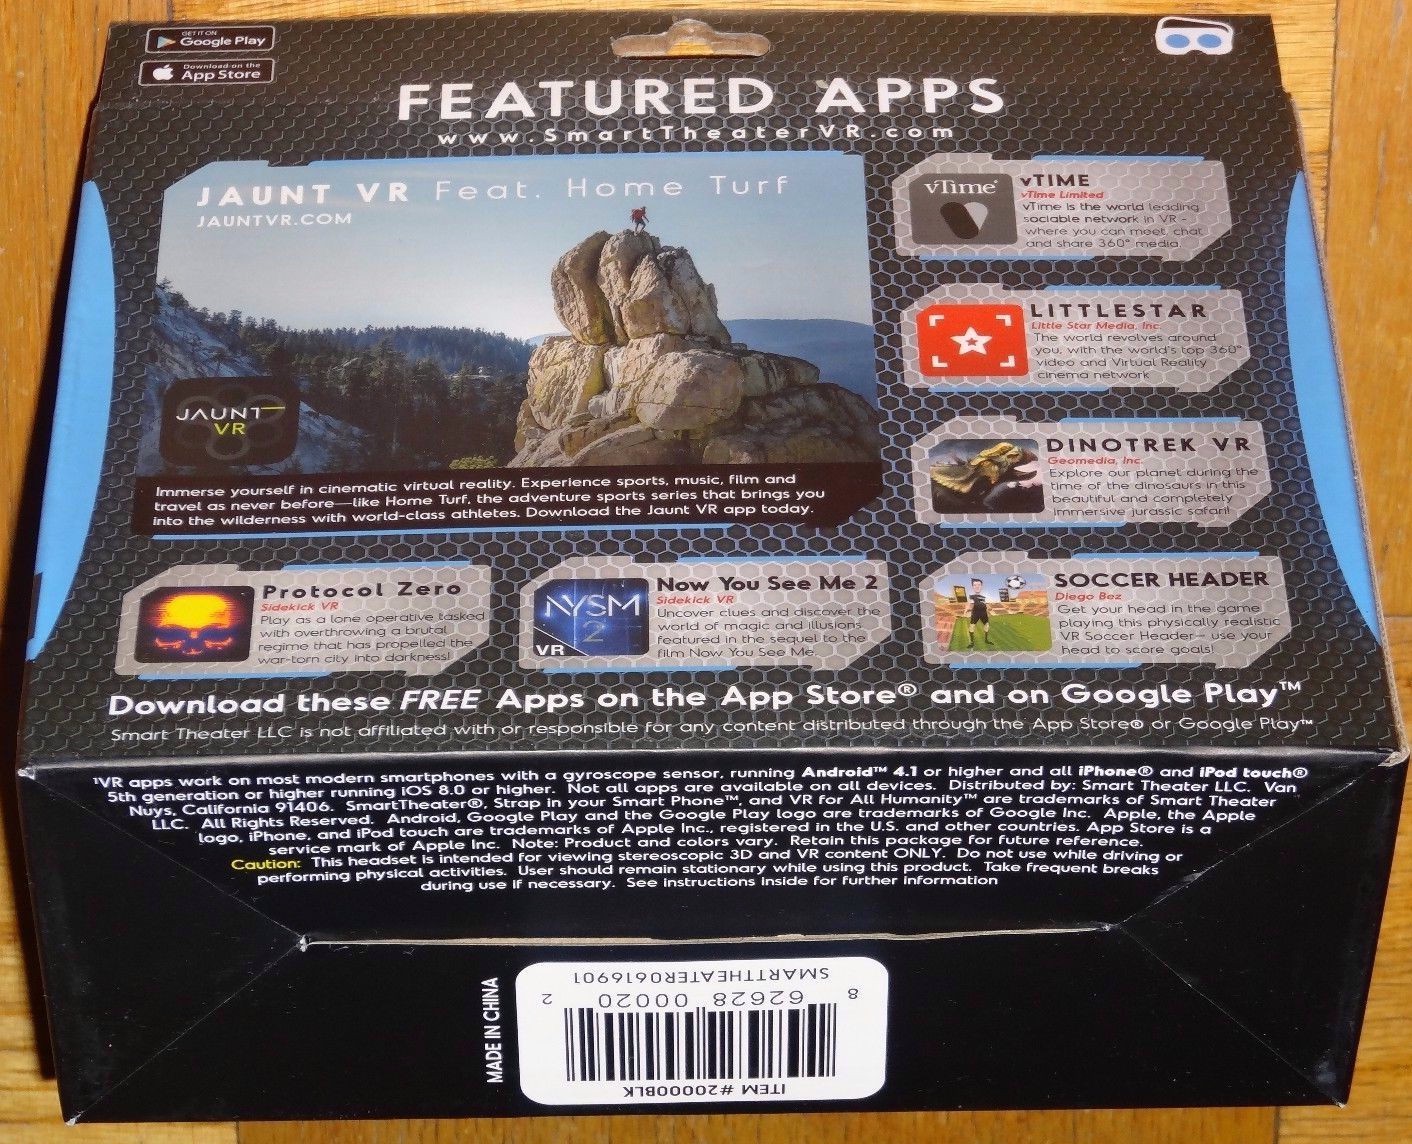 GET IT ON
Google Play
Download on the
App Store
FEATURED APPS
www.SmartTheaterVR.com
JAUNT VR Feat. Home Turf
JAUNTVR.COM
JAUNT
VR
Immerse yourself in cinematic virtual reality. Experience sports, music, film and
travel as never before—like Home Turf, the adventure sports series that brings you
into the wilderness with world-class athletes. Download the Jaunt VR app today.
vTime
vTIME
vTime Limited
vTime is the world leading
sociable network in VR -
where you can meet, chat
and share 360° media.
LITTLESTAR
Little Star Media, Inc.
The world revolves around
you, with the world's top 360°
video and Virtual Reality
cinema network
DINOTREK VR
Geomedia, Inc.
Explore our planet during the
time of the dinosaurs in this
beautiful and completely
immersive jurassic safari!
Protocol Zero
Sidekick VR
Play as a lone operative tasked
with overthrowing a brutal
regime that has propelled the
war-torn city into darkness!
NYSM
2
VR
Now You See Me 2
Sidekick VR
Uncover clues and discover the
world of magic and illusions
featured in the sequel to the
film Now You See Me.
SOCCER HEADER
Diego Bez
Get your head in the game
playing this physically realistic
VR Soccer Header— use your
head to score goals!
Download these FREE Apps on the App Store® and on Google Play™
Smart Theater LLC is not affiliated with or responsible for any content distributed through the App Store® or Google Play™
¹VR apps work on most modern smartphones with a gyroscope sensor, running Android™ 4.1 or higher and all iPhone® and iPod touch®
5th generation or higher running iOS 8.0 or higher. Not all apps are available on all devices. Distributed by: Smart Theater LLC. Van
Nuys, California 91406. SmartTheater®, Strap in your Smart Phone™, and VR for All Humanity™ are trademarks of Smart Theater
LLC. All Rights Reserved. Android, Google Play and the Google Play logo are trademarks of Google Inc. Apple, the Apple
logo, iPhone, and iPod touch are trademarks of Apple Inc., registered in the U.S. and other countries. App Store is a
service mark of Apple Inc. Note: Product and colors vary. Retain this package for future reference.
Caution: This headset is intended for viewing stereoscopic 3D and VR content ONLY. Do not use while driving or
performing physical activities. User should remain stationary while using this product. Take frequent breaks
during use if necessary. See instructions inside for further information
MADE IN CHINA
ITEM #20000BLK
8 62628 00020 2
SMARTTHEATER0616901